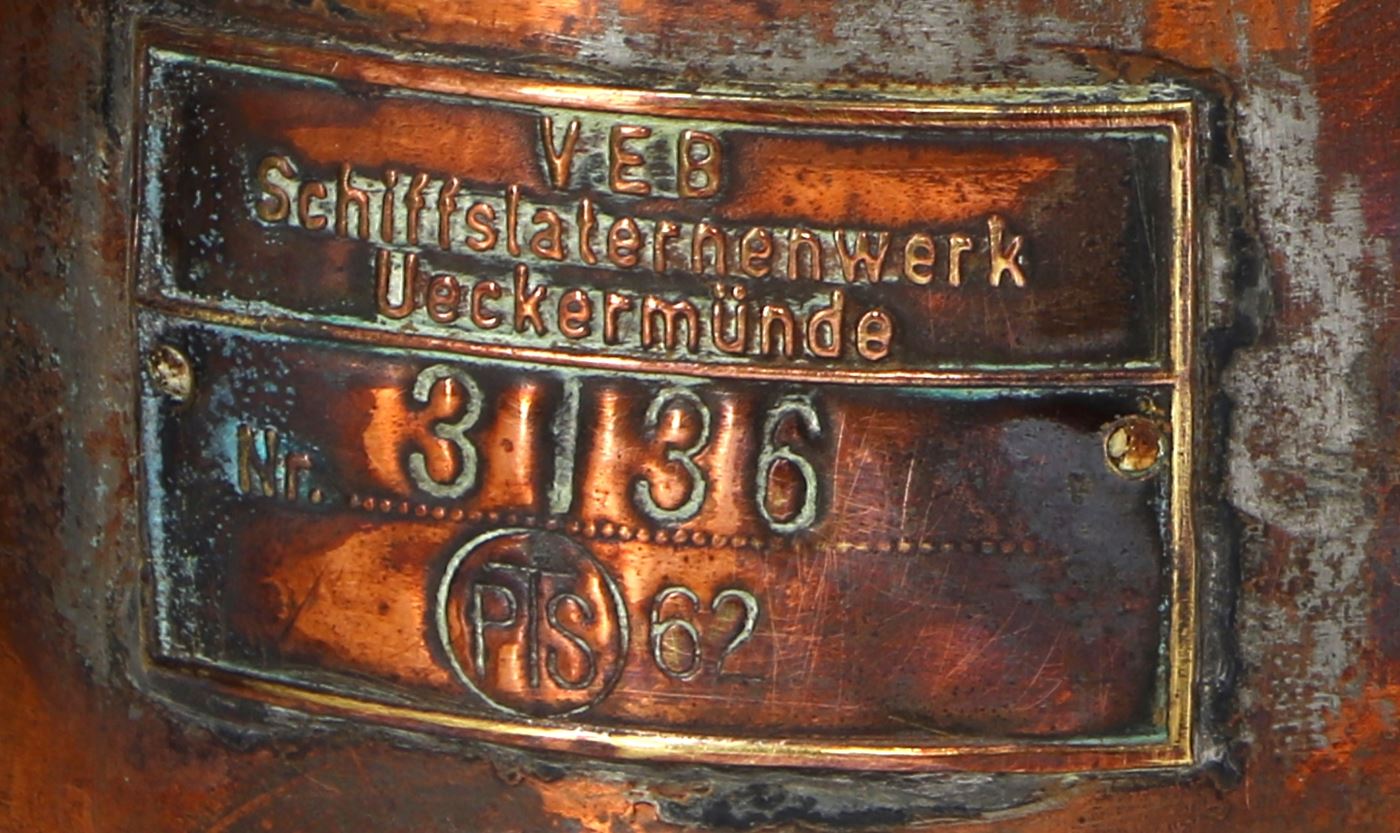 VEB
Schiffslaternenwerk
Ueckermünde
Nr. 3136
PTS 62